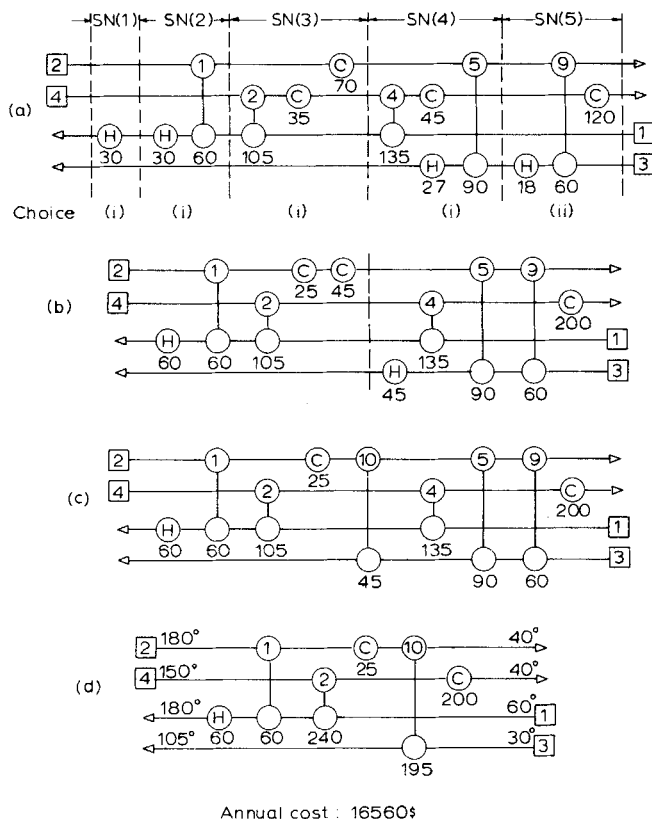 SN(1) SN(2) SN(3) SN(4) SN(5)
2 1 C 5 9
70
(a) 4 2 C 4 C C
35 45 120
H H 1
30 30 60 105 135
H H 3
27 90 18 60
Choice (i) (i) (i) (i) (ii)
2 1 C C 5 9
25 45
(b) 4 2 4 C
200
H 1
60 60 105 135
H 3
45 90 60
2 1 C 10 5 9
25
(c) 4 2 4 C
200
H 1
60 60 105 135
3
45 90 60
2 180° 1 C 10 40°
25
(d) 4 150° 2 C 40°
200
180° H 60° 1
60 60 240
105° 30° 3
195
Annual cost : 16560$